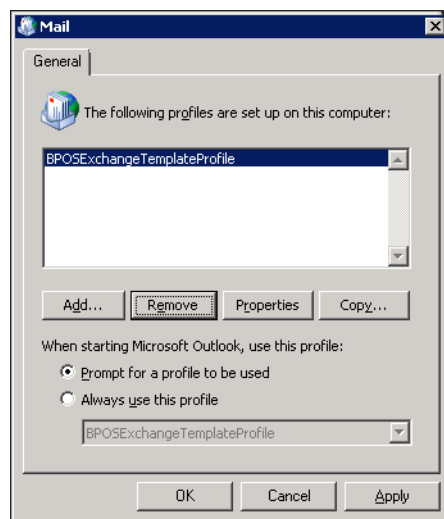 Mail
General
The following profiles are set up on this computer:
BPOSExchangeTemplateProfile
Add... Remove Properties Copy...
When starting Microsoft Outlook, use this profile:
Prompt for a profile to be used
Always use this profile
BPOSExchangeTemplateProfile
OK Cancel Apply